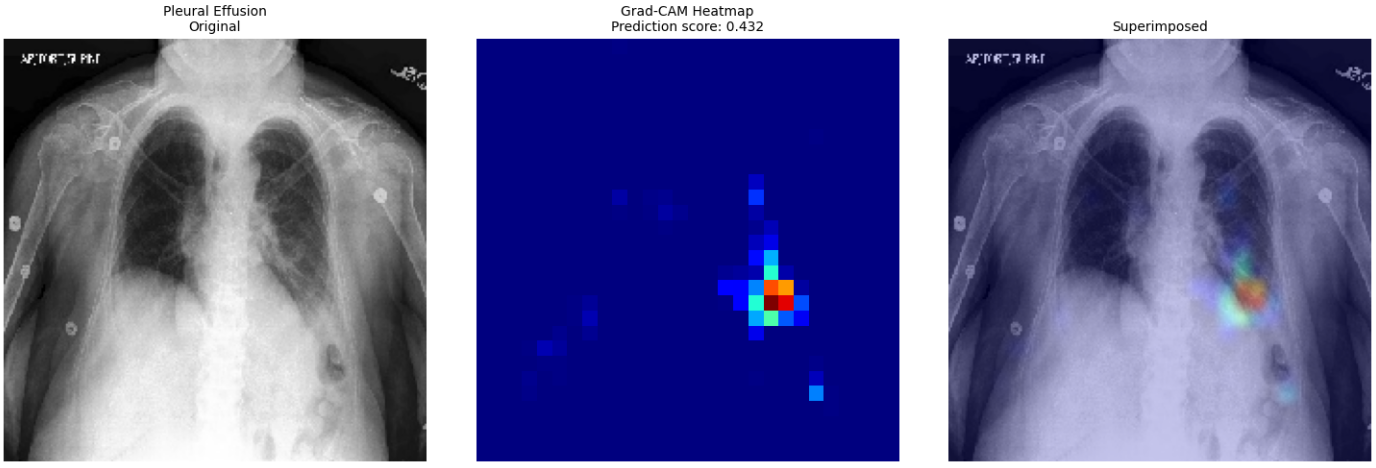 Pleural Effusion
Original
Grad-CAM Heatmap
Prediction score: 0.432
Superimposed